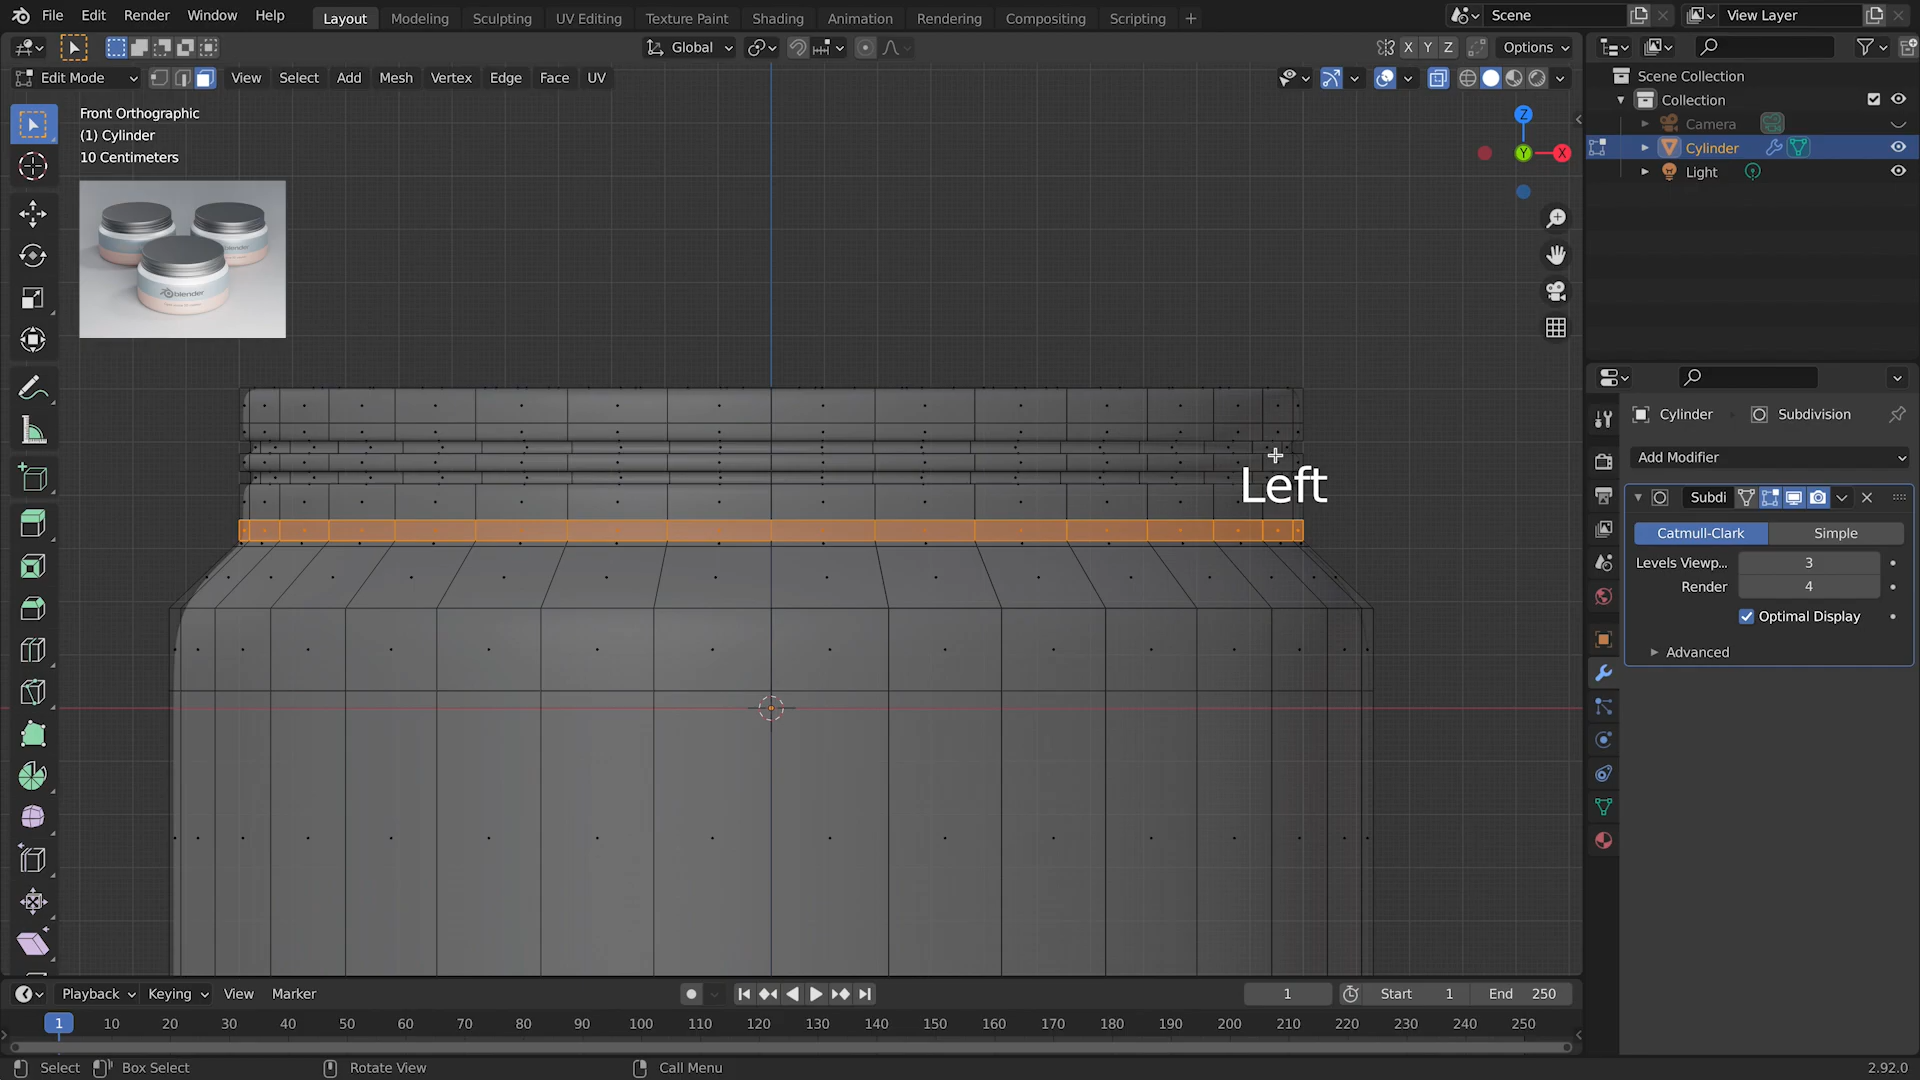 File Edit Render Window Help Layout Modeling Sculpting UV Editing Texture Paint Shading Animation Rendering Compositing Scripting + Scene View Layer
Global X Y Z Options
Edit Mode View Select Add Mesh Vertex Edge Face UV
Scene Collection
Collection
Camera
Cylinder
Light
Front Orthographic
(1) Cylinder
10 Centimeters
blender
Z
Y
X
Left
Cylinder Subdivision
Add Modifier
Subdi
Catmull-Clark Simple
Levels Viewp... 3
Render 4
Optimal Display
Advanced
Playback Keying View Marker 1 Start 1 End 250
1 10 20 30 40 50 60 70 80 90 100 110 120 130 140 150 160 170 180 190 200 210 220 230 240 250
Select Box Select Rotate View Call Menu 2.92.0